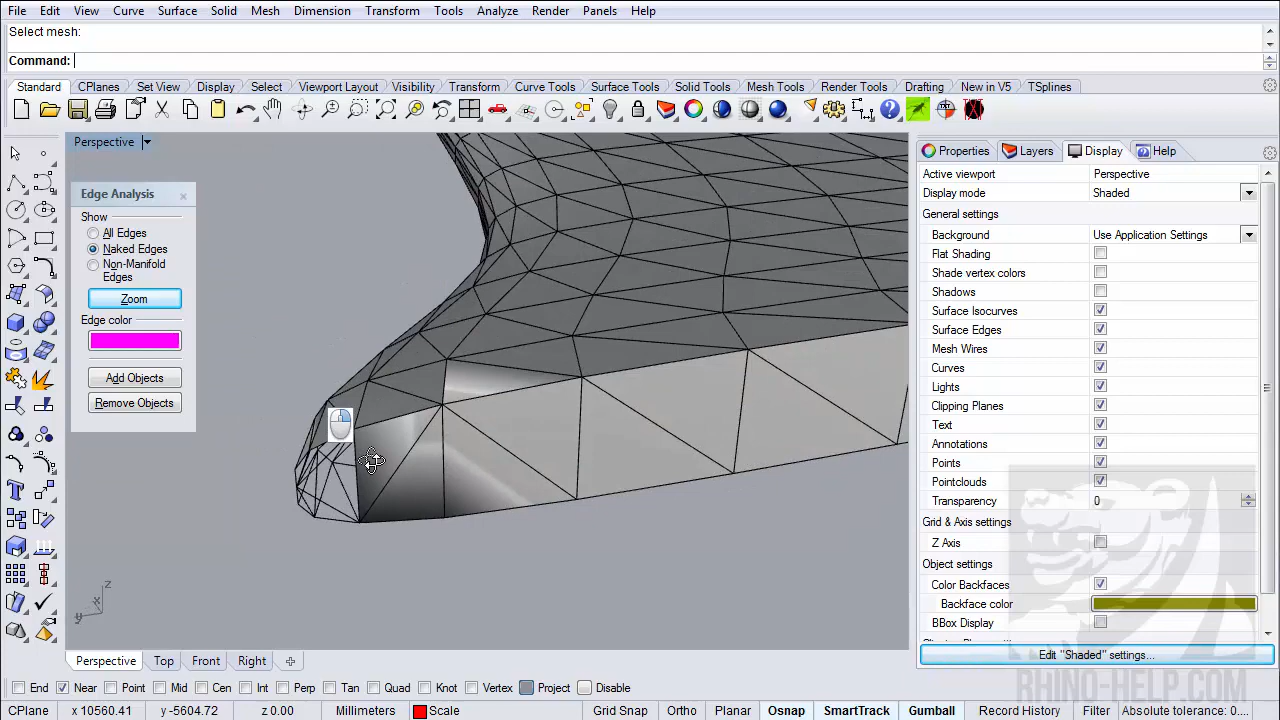 File Edit View Curve Surface Solid Mesh Dimension Transform Tools Analyze Render Panels Help
Select mesh:
Command:
Standard CPlanes Set View Display Select Viewport Layout Visibility Transform Curve Tools Surface Tools Solid Tools Mesh Tools Render Tools Drafting New in V5 TSplines
Perspective
Edge Analysis
Show
All Edges
Naked Edges
Non-Manifold
Edges
Zoom
Edge color
Add Objects
Remove Objects
z
x
y
Properties Layers Display Help
Active viewport Perspective
Display mode Shaded
General settings
Background Use Application Settings
Flat Shading
Shade vertex colors
Shadows
Surface Isocurves
Surface Edges
Mesh Wires
Curves
Lights
Clipping Planes
Text
Annotations
Points
Pointclouds
Transparency 0
Grid & Axis settings
Z Axis
Object settings
Color Backfaces
Backface color
BBox Display
Edit "Shaded" settings...
RHINO-HELP.COM
Perspective Top Front Right
End Near Point Mid Cen Int Perp Tan Quad Knot Vertex Project Disable
CPlane x 10560.41 y -5604.72 z 0.00 Millimeters Scale Grid Snap Ortho Planar Osnap SmartTrack Gumball Record History Filter Absolute tolerance: 0....